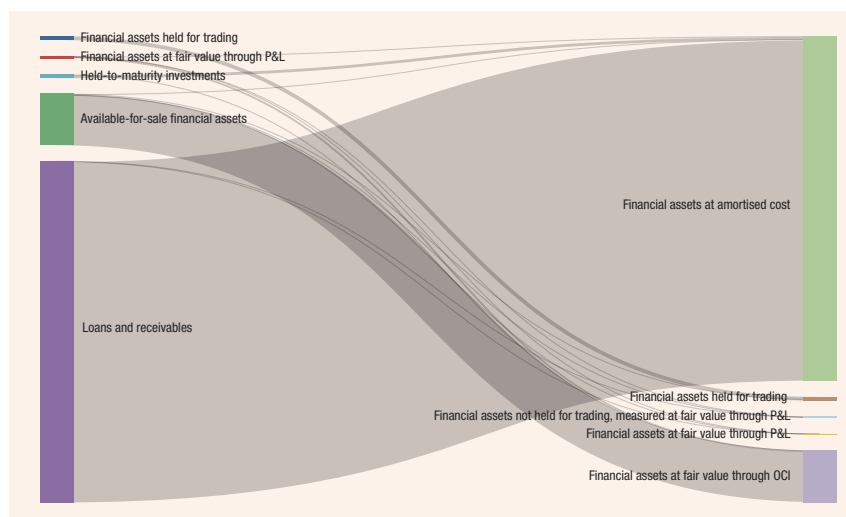 Financial assets held for trading
Financial assets at fair value through P&L
Held-to-maturity investments
Available-for-sale financial assets
Loans and receivables
Financial assets at amortised cost
Financial assets held for trading
Financial assets not held for trading, measured at fair value through P&L
Financial assets at fair value through P&L
Financial assets at fair value through OCI